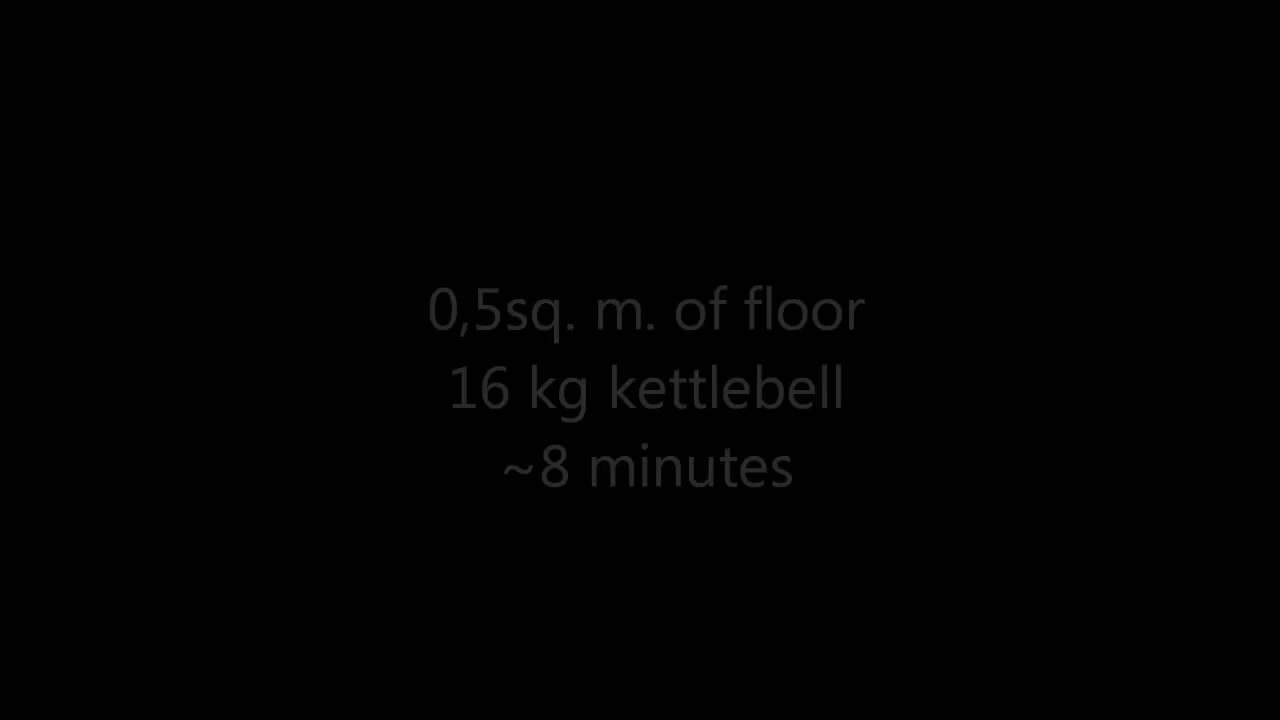 0,5sq. m. of floor
16 kg kettlebell
~8 minutes